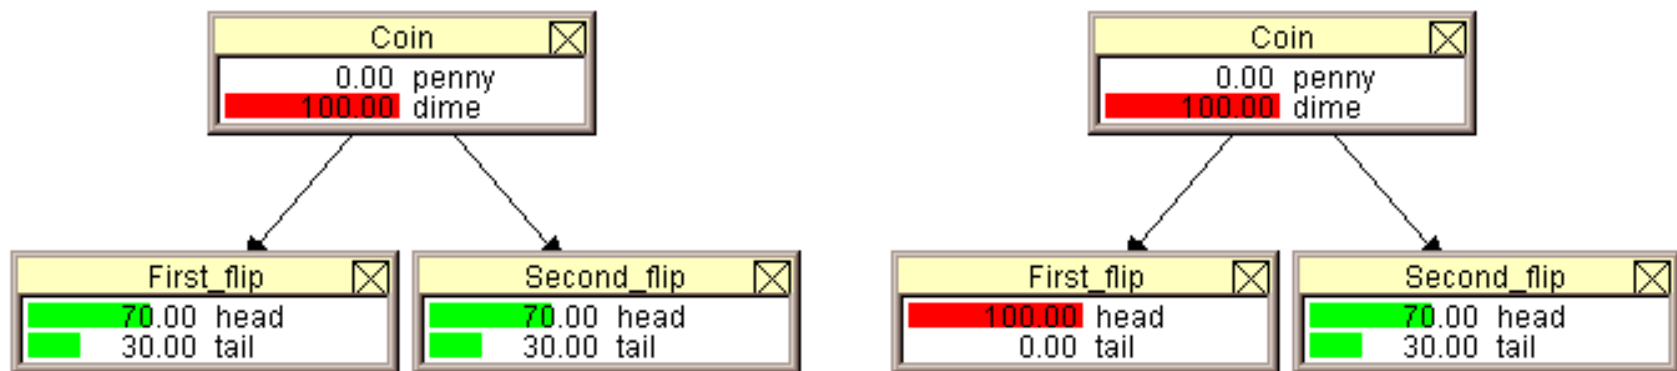 Coin
0.00 penny
100.00 dime
First_flip
70.00 head
30.00 tail
Second_flip
70.00 head
30.00 tail
Coin
0.00 penny
100.00 dime
First_flip
100.00 head
0.00 tail
Second_flip
70.00 head
30.00 tail